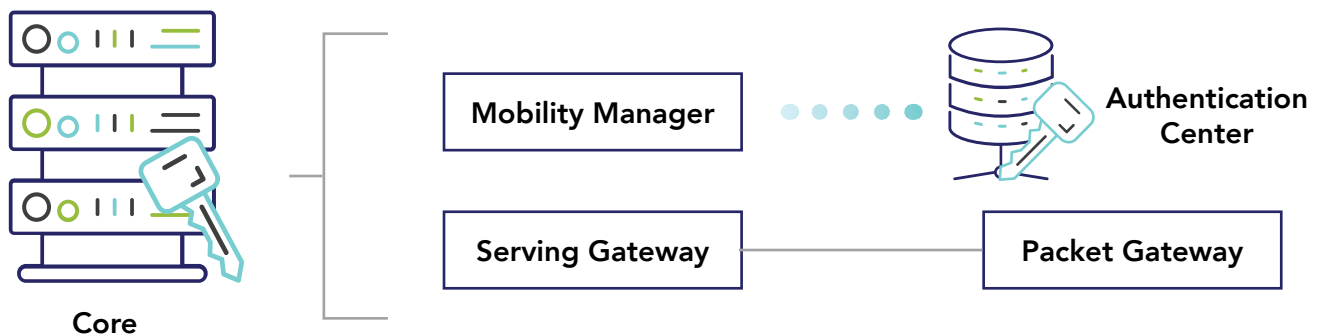 Mobility Manager
Authentication
Center
Serving Gateway
Packet Gateway
Core